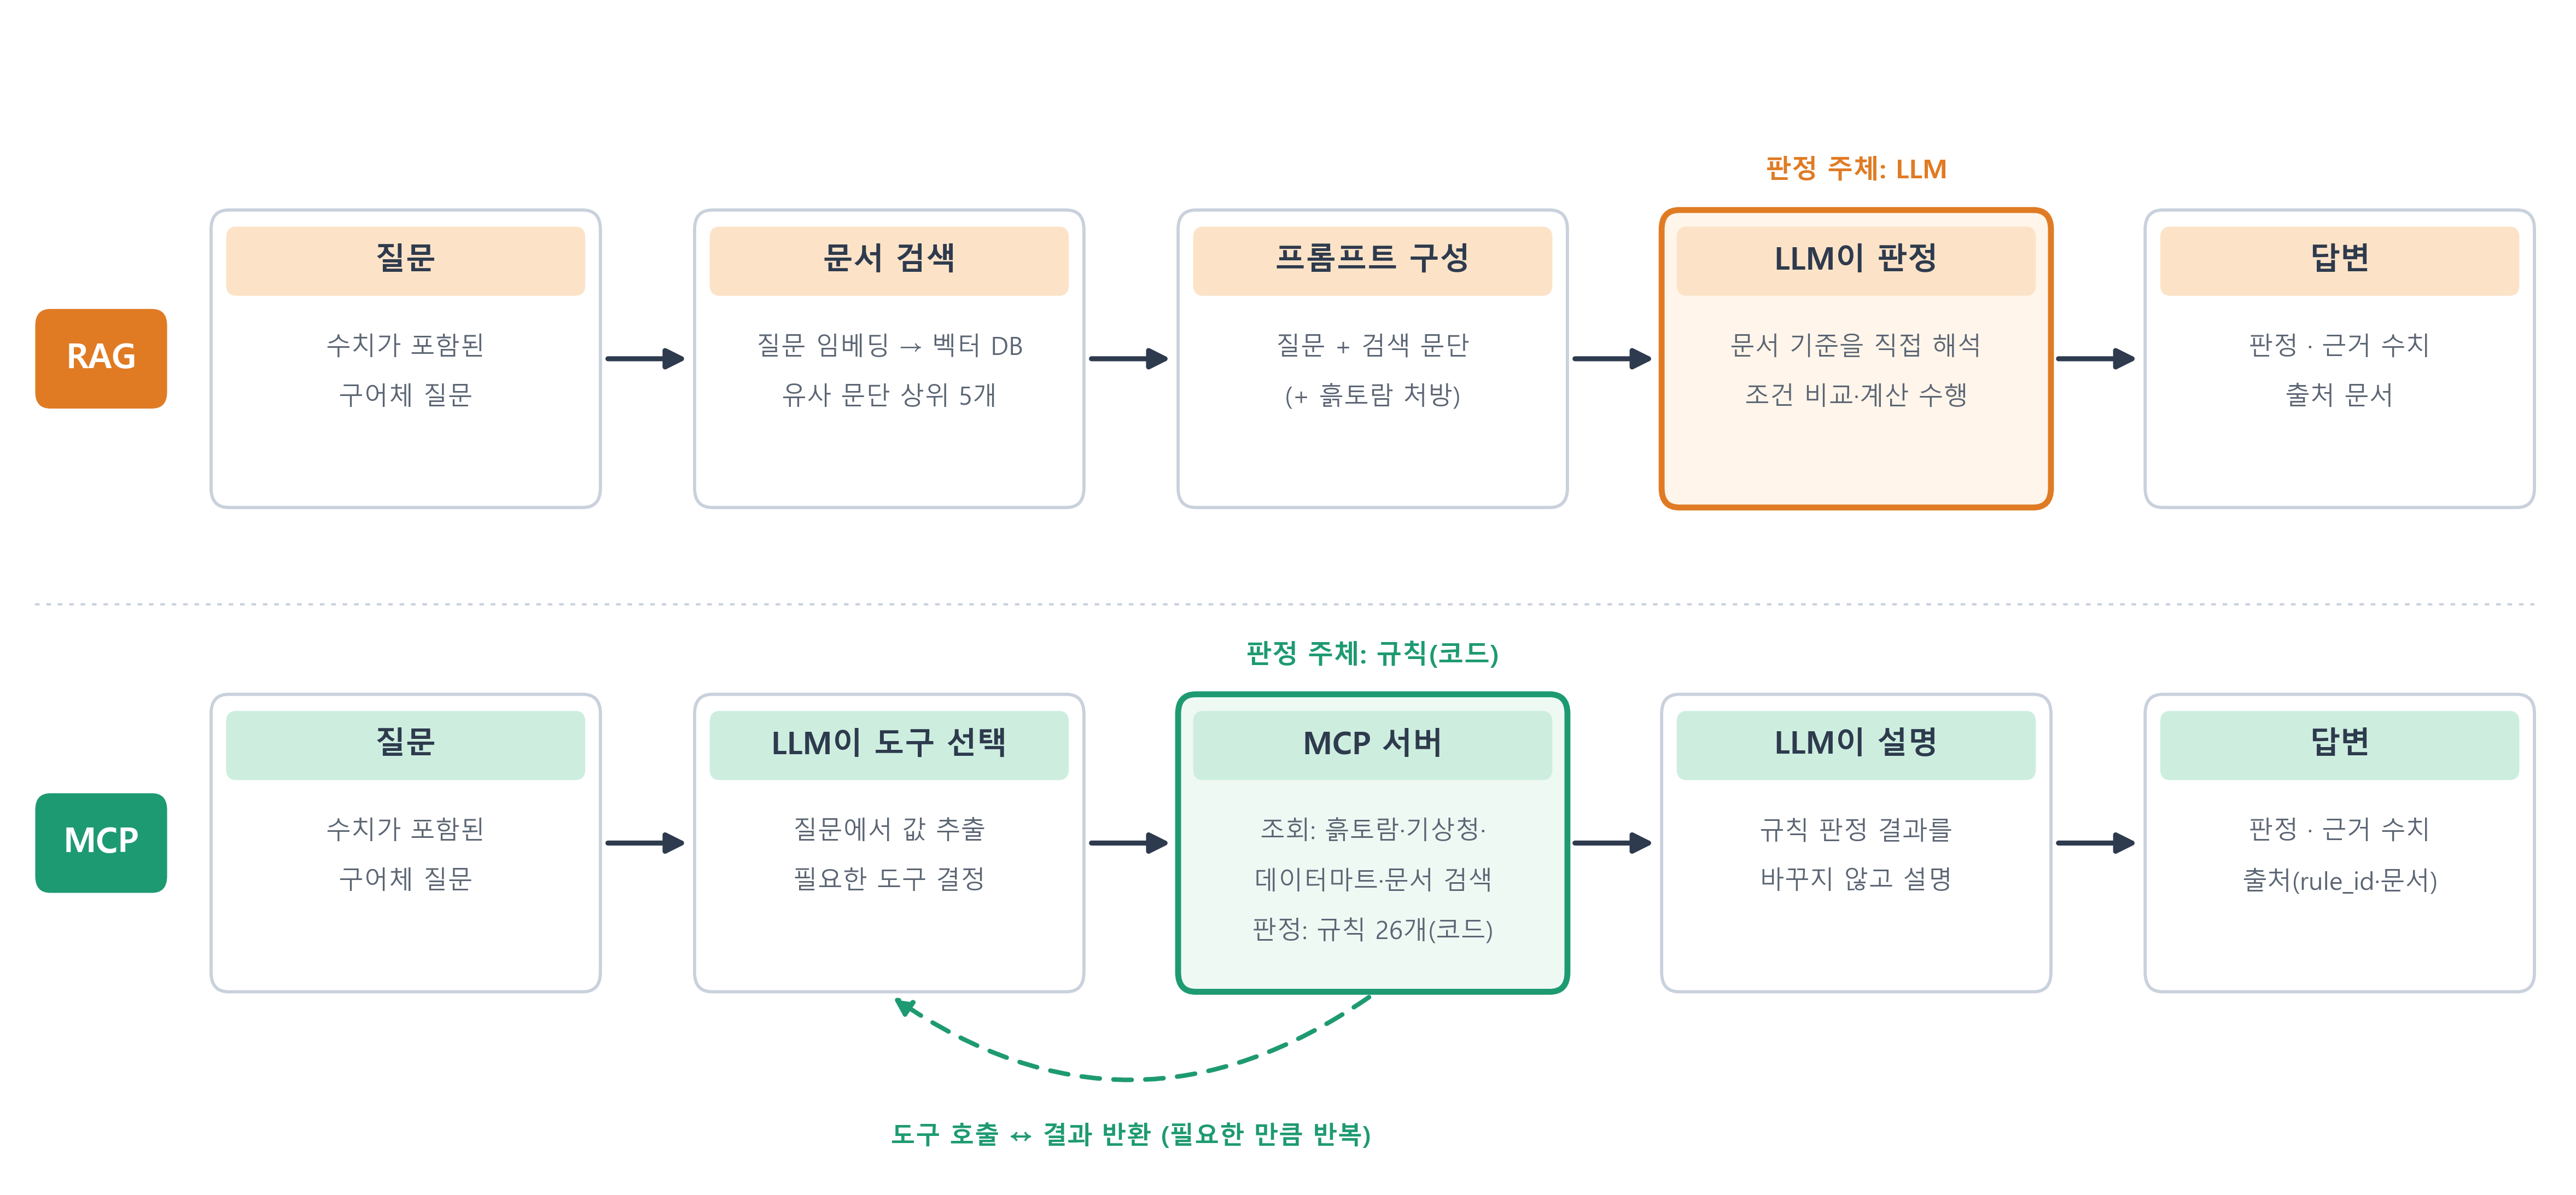 판정 주체: LLM
RAG
질문
수치가 포함된
구어체 질문
문서 검색
질문 임베딩 → 벡터 DB
유사 문단 상위 5개
프롬프트 구성
질문 + 검색 문단
(+ 흙토람 처방)
LLM이 판정
문서 기준을 직접 해석
조건 비교·계산 수행
답변
판정 · 근거 수치
출처 문서
판정 주체: 규칙(코드)
MCP
질문
수치가 포함된
구어체 질문
LLM이 도구 선택
질문에서 값 추출
필요한 도구 결정
MCP 서버
조회: 흙토람·기상청·
데이터마트·문서 검색
판정: 규칙 26개(코드)
LLM이 설명
규칙 판정 결과를
바꾸지 않고 설명
답변
판정 · 근거 수치
출처(rule_id·문서)
도구 호출 ↔ 결과 반환 (필요한 만큼 반복)